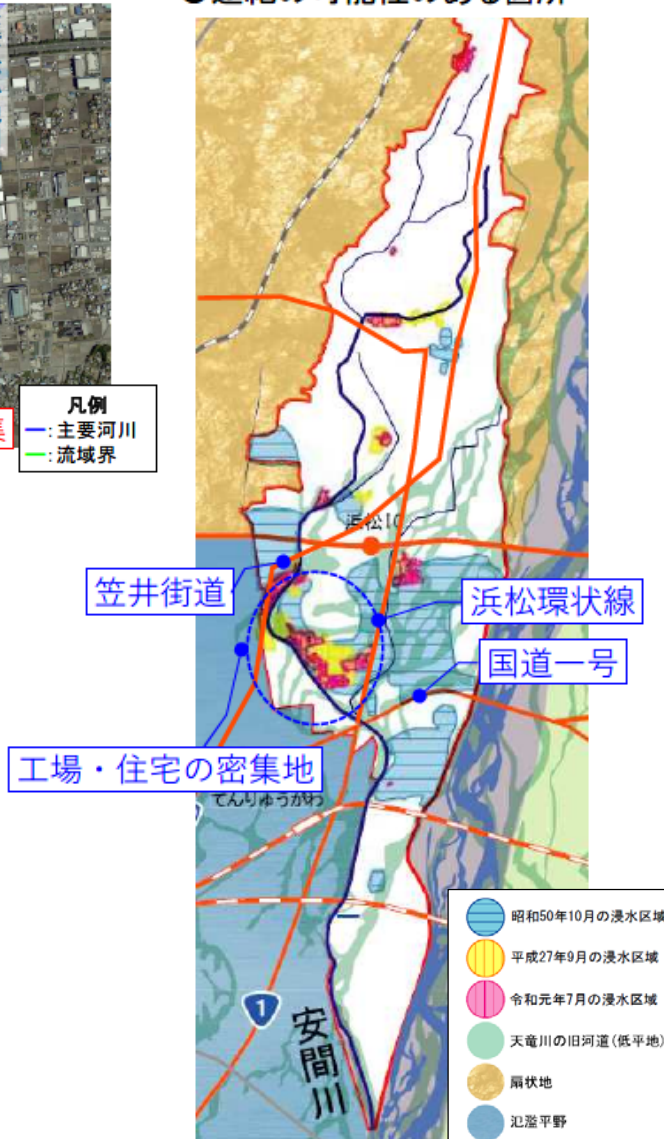 凡例
:主要河川
:流域界
浜松IC
笠井街道
浜松環状線
国道一号
工場・住宅の密集地
てんりゅうがわ
1
安間川
昭和50年10月の浸水区域
平成27年9月の浸水区域
令和元年7月の浸水区域
天竜川の旧河道(低平地)
扇状地
氾濫平野